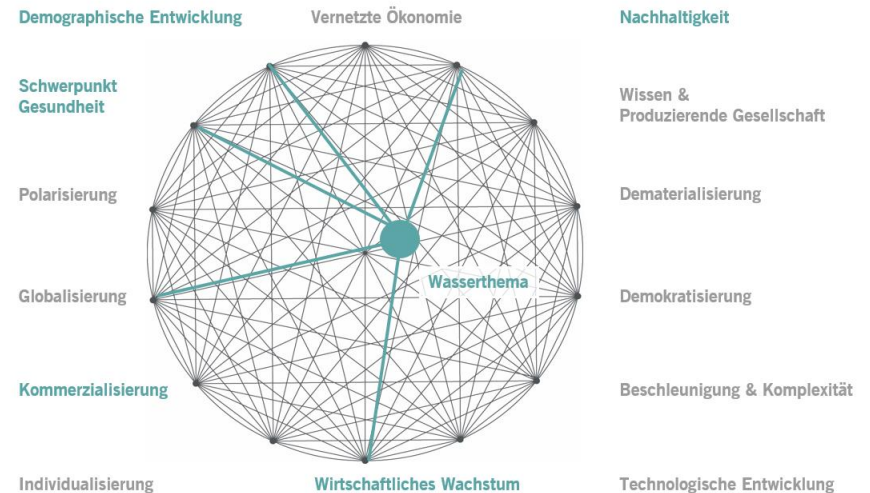 Demographische Entwicklung
Vernetzte Ökonomie
Nachhaltigkeit
Schwerpunkt
Gesundheit
Wissen &
Produzierende Gesellschaft
Polarisierung
Dematerialisierung
Wasserthema
Globalisierung
Demokratisierung
Kommerzialisierung
Beschleunigung & Komplexität
Individualisierung
Wirtschaftliches Wachstum
Technologische Entwicklung